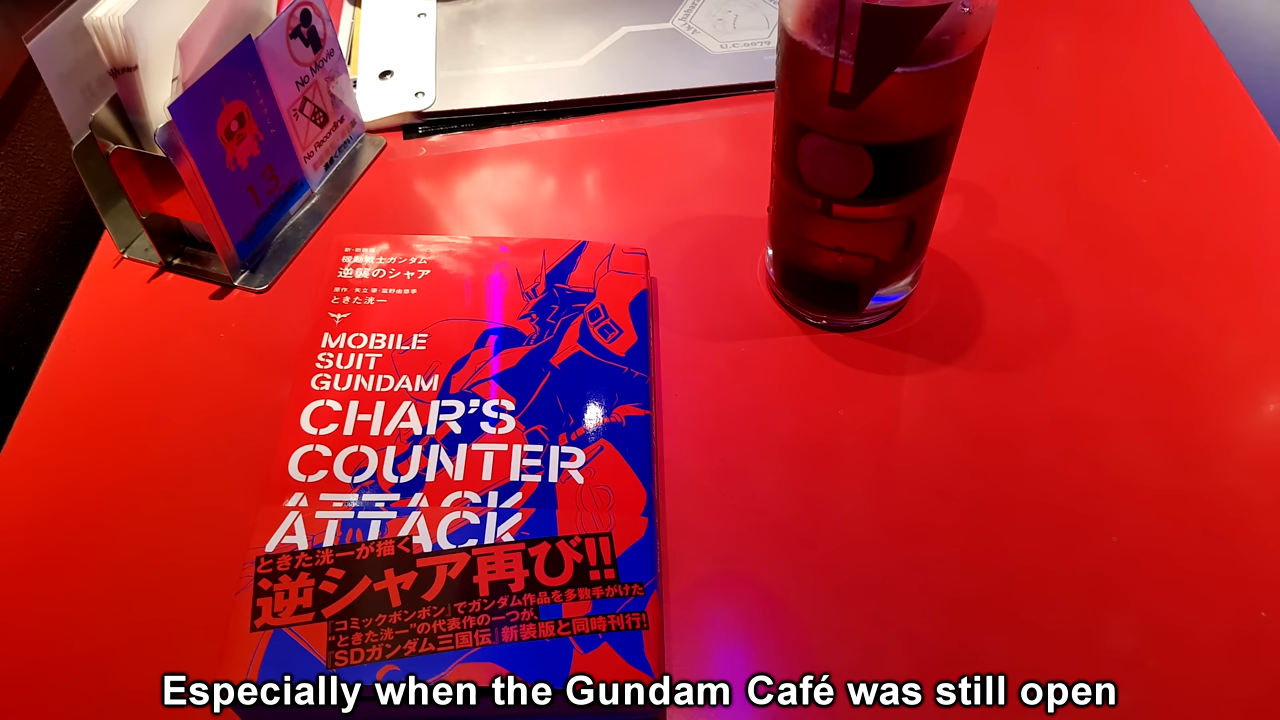 No Movie
No Recording
13
Akihabara
U.C.0079
新・新装版
機動戦士ガンダム
逆襲のシャア
原作／矢立 肇・富野由悠季
ときた洸一
MOBILE
SUIT
GUNDAM
CHAR'S
COUNTER
ATTACK
ATTACK
ときた洸一が描く
逆シャア再び!!
『コミックボンボン』でガンダム作品を多数手がけた
“ときた洸一”の代表作の一つが、
『SDガンダム三国伝』新装版と同時刊行!
Especially when the Gundam Café was still open